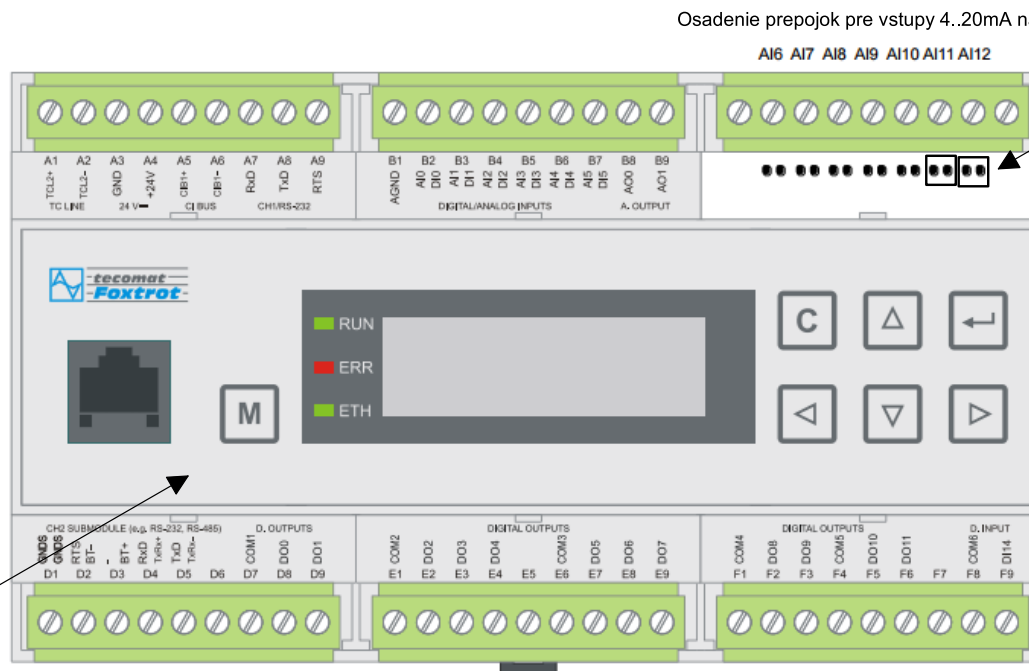 Osadenie prepojok pre vstupy 4..20mA n
AI6 AI7 AI8 AI9 AI10 AI11 AI12
A1 A2 A3 A4 A5 A6 A7 A8 A9
TCL2+ TCL2– GND +24V CIB1+ CIB1– RxD TxD RTS
TC LINE 24 V CI BUS CH1/RS-232
B1 B2 B3 B4 B5 B6 B7 B8 B9
AGND AI0 DI0 AI1 DI1 AI2 DI2 AI3 DI3 AI4 DI4 AI5 DI5 AO0 AO1
DIGITAL/ANALOG INPUTS A. OUTPUT
tecomat
Foxtrot
RUN
ERR
ETH
M
C
CH2 SUBMODULE (e.g. RS-232, RS-485) D. OUTPUTS
GNDS GNDS RTS BT– – BT+ RxD TxRx+ TxD TxRx– COM1 DO0 DO1
D1 D2 D3 D4 D5 D6 D7 D8 D9
DIGITAL OUTPUTS
COM2 DO2 DO3 DO4 COM3 DO5 DO6 DO7
E1 E2 E3 E4 E5 E6 E7 E8 E9
DIGITAL OUTPUTS D. INPUT
COM4 DO8 DO9 COM5 DO10 DO11 COM6 DI14
F1 F2 F3 F4 F5 F6 F7 F8 F9